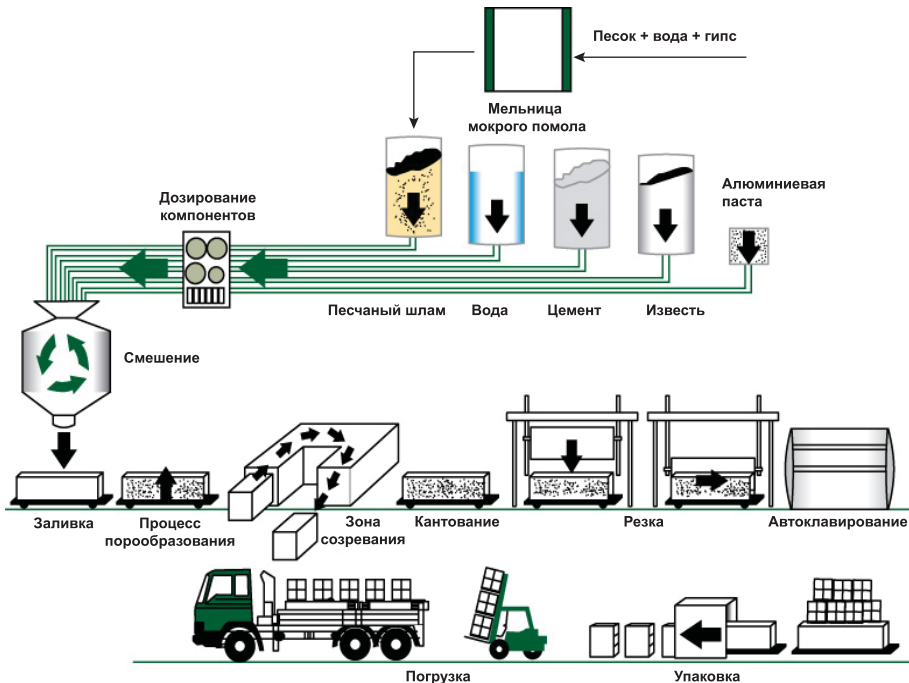 Песок + вода + гипс
Мельница
мокрого помола
Дозирование
компонентов
Алюминиевая
паста
Песчаный шлам
Вода
Цемент
Известь
Смешение
Заливка
Процесс
порообразования
Зона
созревания
Кантование
Резка
Автоклавирование
Погрузка
Упаковка